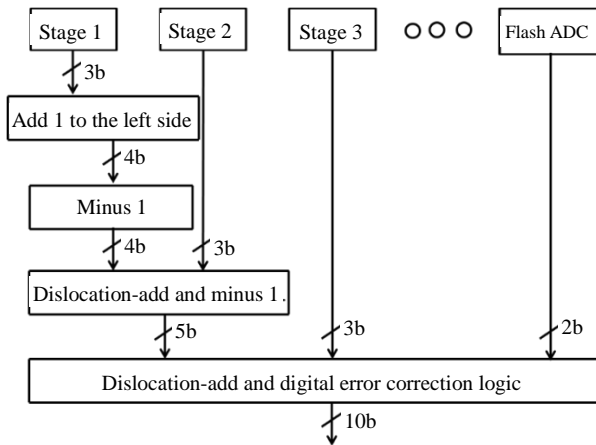 Stage 1 Stage 2 Stage 3 Flash ADC
3b
Add 1 to the left side
4b
Minus 1
4b 3b
Dislocation-add and minus 1.
5b 3b 2b
Dislocation-add and digital error correction logic
10b